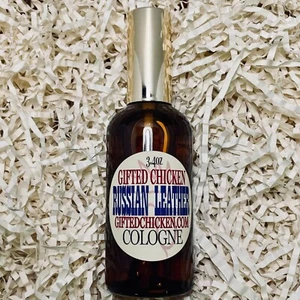 3.4OZ
GIFTED CHICKEN
RUSSIAN LEATHER
GIFTEDCHICKEN.COM
COLOGNE